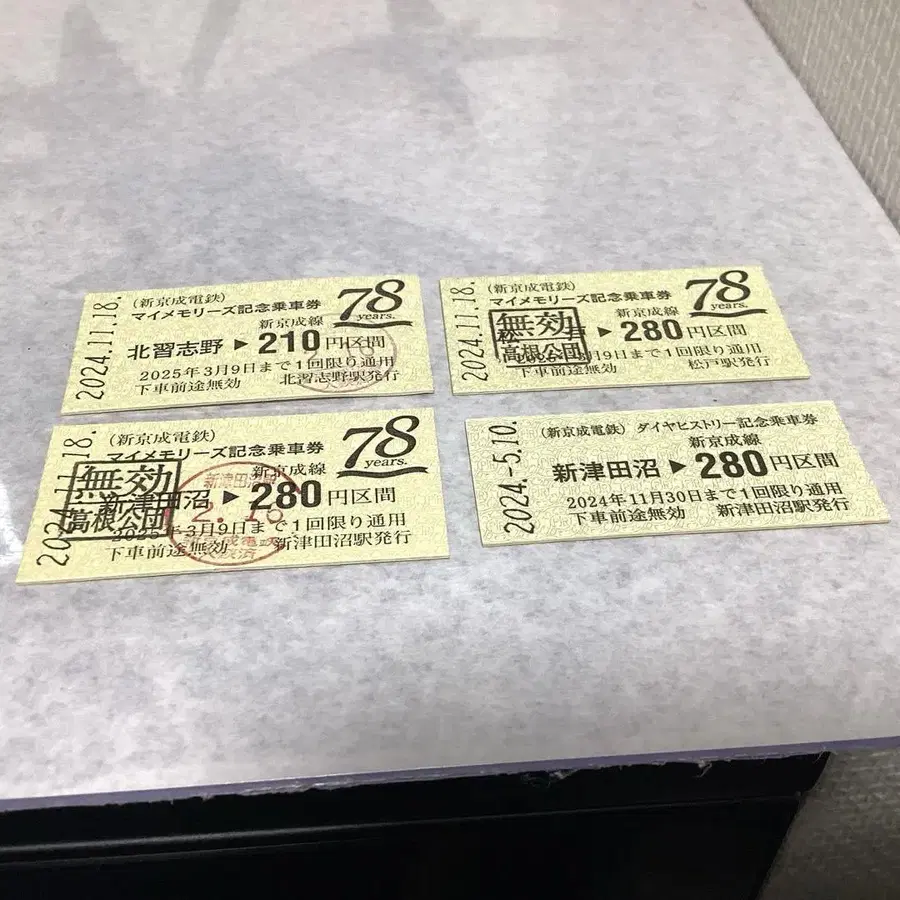 2024.11.18.
(新京成電鉄)
マイメモリーズ記念乗車券
78
years.
新京成線
北習志野▶210円区間
2025年3月9日まで1回限り通用
下車前途無効 北習志野駅発行
2024.11.18.
(新京成電鉄)
マイメモリーズ記念乗車券
78
years.
新京成線
戸▶280円区間
無効
高根公団
月9日まで1回限り通用
下車前途無効 松戸駅発行
2024.11.18.
(新京成電鉄)
マイメモリーズ記念乗車券
78
years.
新京成線
新津田沼▶280円区間
無効
高根公団
新津田沼駅
2025年3月9日まで1回限り通用
下車前途無効 新津田沼駅発行
2024.-5.10.
(新京成電鉄) ダイヤヒストリー記念乗車券
新京成線
新津田沼▶280円区間
2024年11月30日まで1回限り通用
下車前途無効 新津田沼駅発行